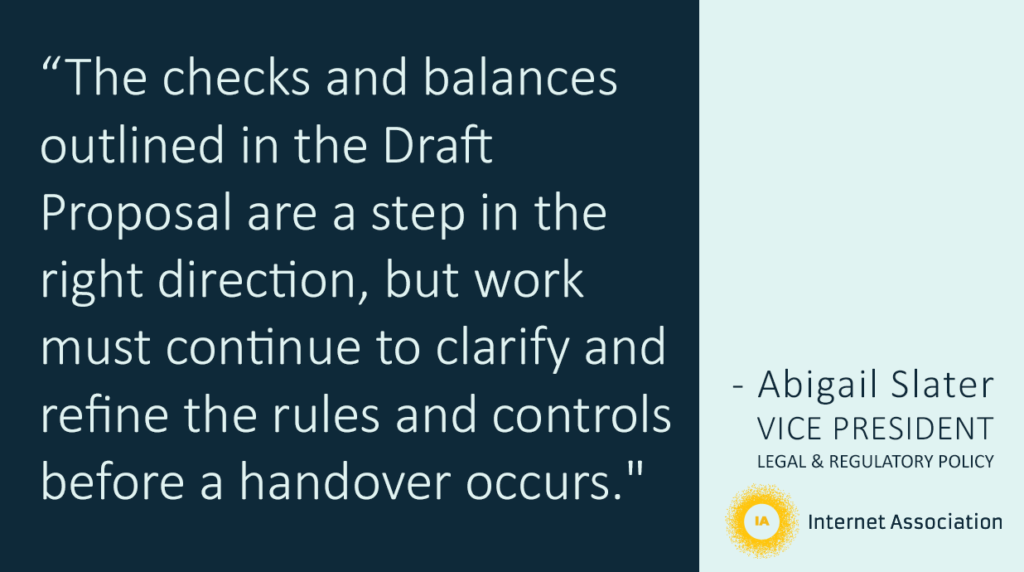 “The checks and balances
outlined in the Draft
Proposal are a step in the
right direction, but work
must continue to clarify and
refine the rules and controls
before a handover occurs."
- Abigail Slater
VICE PRESIDENT
LEGAL & REGULATORY POLICY
IA
Internet Association